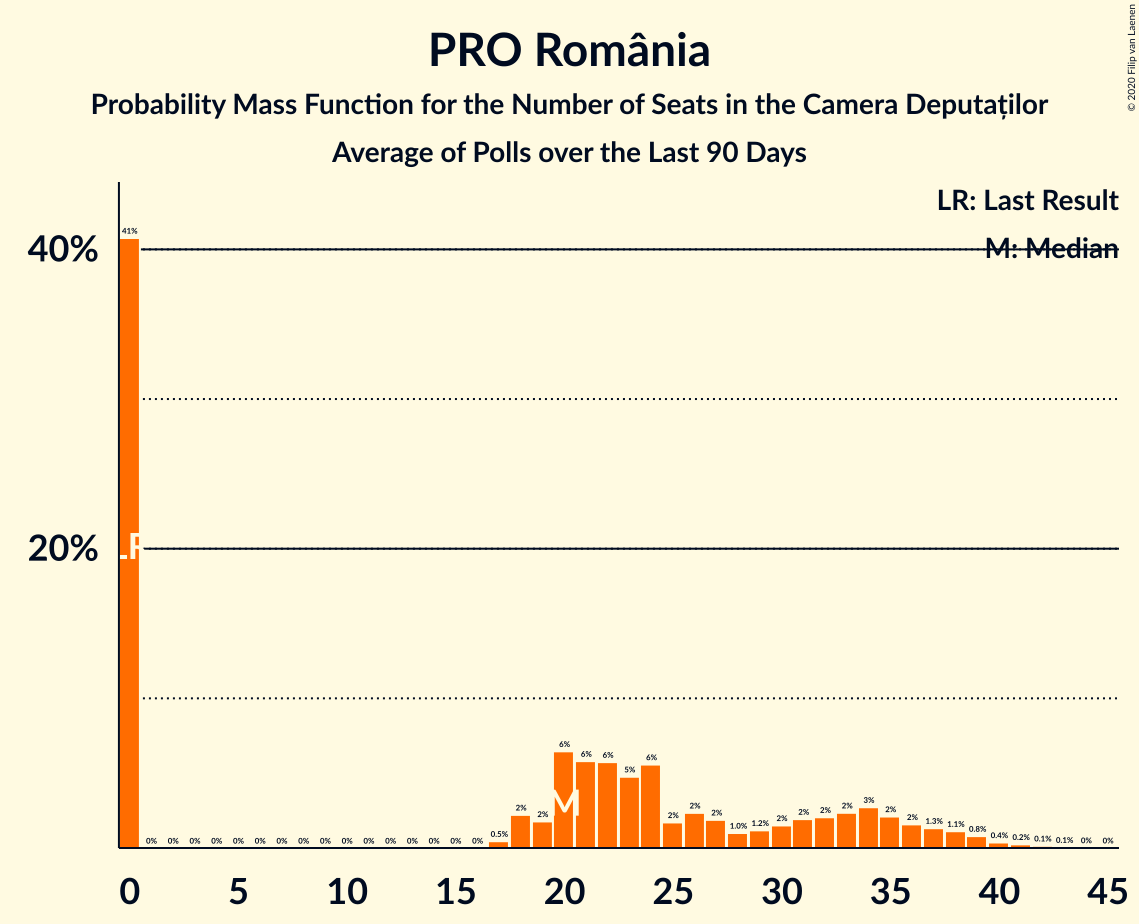 © 2020 Filip van Laenen
PRO România
Probability Mass Function for the Number of Seats in the Camera Deputaților
Average of Polls over the Last 90 Days
LR: Last Result
M: Median
41%
40%
LR
20%
6%
6%
6%
5%
6%
M
0% 0% 0% 0% 0% 0% 0% 0% 0% 0% 0% 0% 0% 0% 0% 0% 0.5% 2% 2% 2% 2% 2% 1.0% 1.2% 2% 2% 2% 2% 3% 2% 2% 1.3% 1.1% 0.8% 0.4% 0.2% 0.1% 0.1% 0% 0%
0 5 10 15 20 25 30 35 40 45